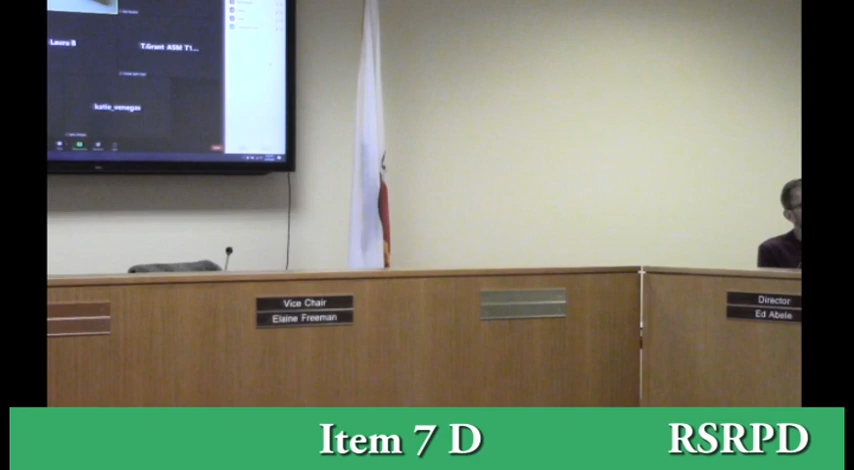 Laura B
T.Grant ASM T1...
katie_venegas
Vice Chair
Elaine Freeman
Director
Ed Abele
Item 7 D
RSRPD